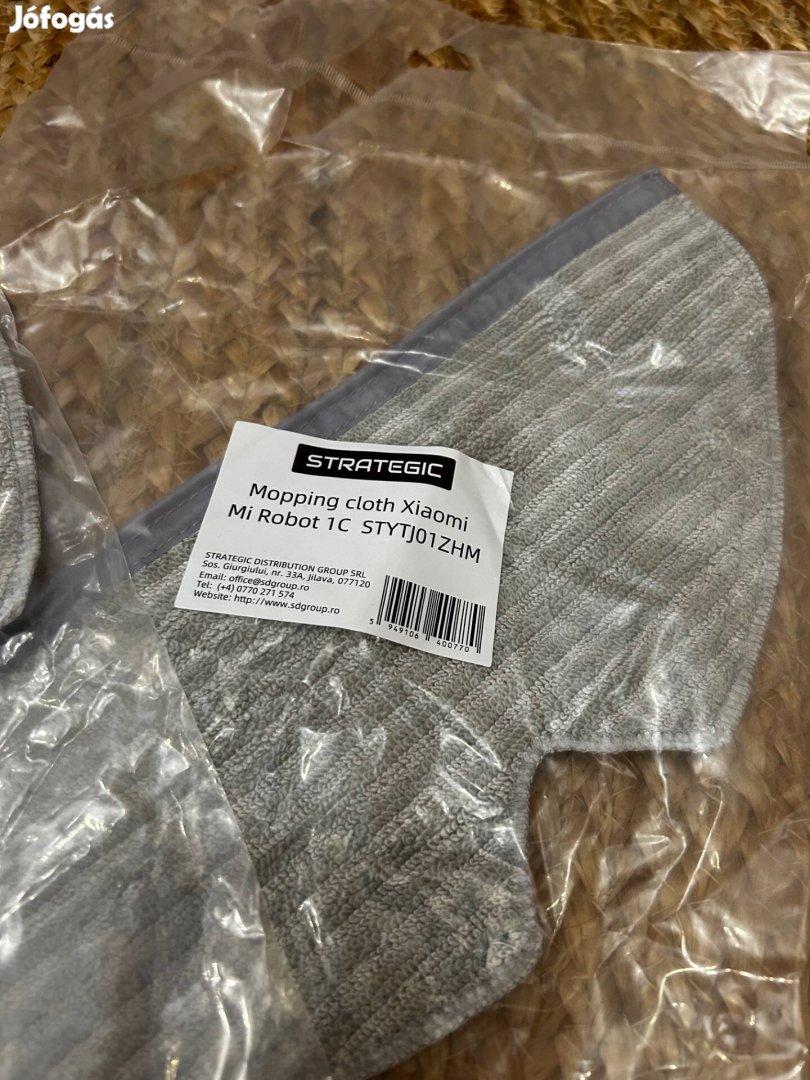 Jófogás
STRATEGIC
Mopping cloth Xiaomi
Mi Robot 1C STYTJ01ZHM
STRATEGIC DISTRIBUTION GROUP SRL
Sos. Giurgiului, nr. 33A, Jilava, 077120
Email: office@sdgroup.ro
Tel: (+4) 0770 271 574
Website: http://www.sdgroup.ro
5 949106 400770